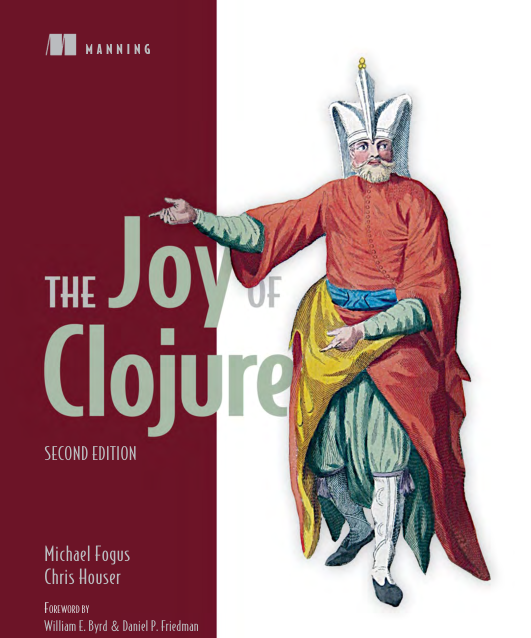 MANNING
THE Joy OF
Clojure
SECOND EDITION
Michael Fogus
Chris Houser
FOREWORD BY
William E. Byrd & Daniel P. Friedman